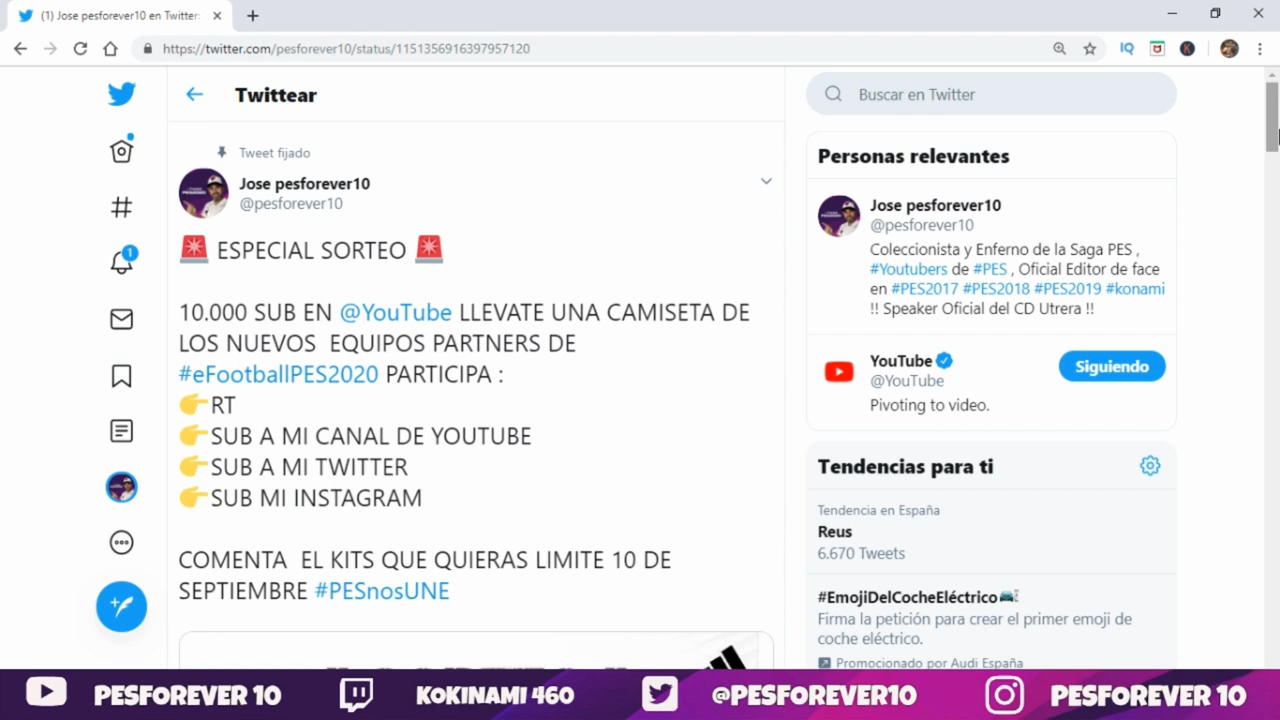 (1) Jose pesforever10 en Twitter:
https://twitter.com/pesforever10/status/1151356916397957120
IQ
K
Twittear
Buscar en Twitter
Tweet fijado
Jose pesforever10
@pesforever10
ESPECIAL SORTEO
10.000 SUB EN @YouTube LLEVATE UNA CAMISETA DE
LOS NUEVOS EQUIPOS PARTNERS DE
#eFootballPES2020 PARTICIPA :
RT
SUB A MI CANAL DE YOUTUBE
SUB A MI TWITTER
SUB MI INSTAGRAM
COMENTA EL KITS QUE QUIERAS LIMITE 10 DE
SEPTIEMBRE #PESnosUNE
1
Personas relevantes
Jose pesforever10
@pesforever10
Coleccionista y Enferno de la Saga PES ,
#Youtubers de #PES , Oficial Editor de face
en #PES2017 #PES2018 #PES2019 #konami
!! Speaker Oficial del CD Utrera !!
YouTube
@YouTube
Siguiendo
Pivoting to video.
Tendencias para ti
Tendencia en España
Reus
6.670 Tweets
#EmojiDelCocheEléctrico
Firma la petición para crear el primer emoji de
coche eléctrico.
Promocionado por Audi España
PESFOREVER 10
KOKINAMI 460
@PESFOREVER10
PESFOREVER 10